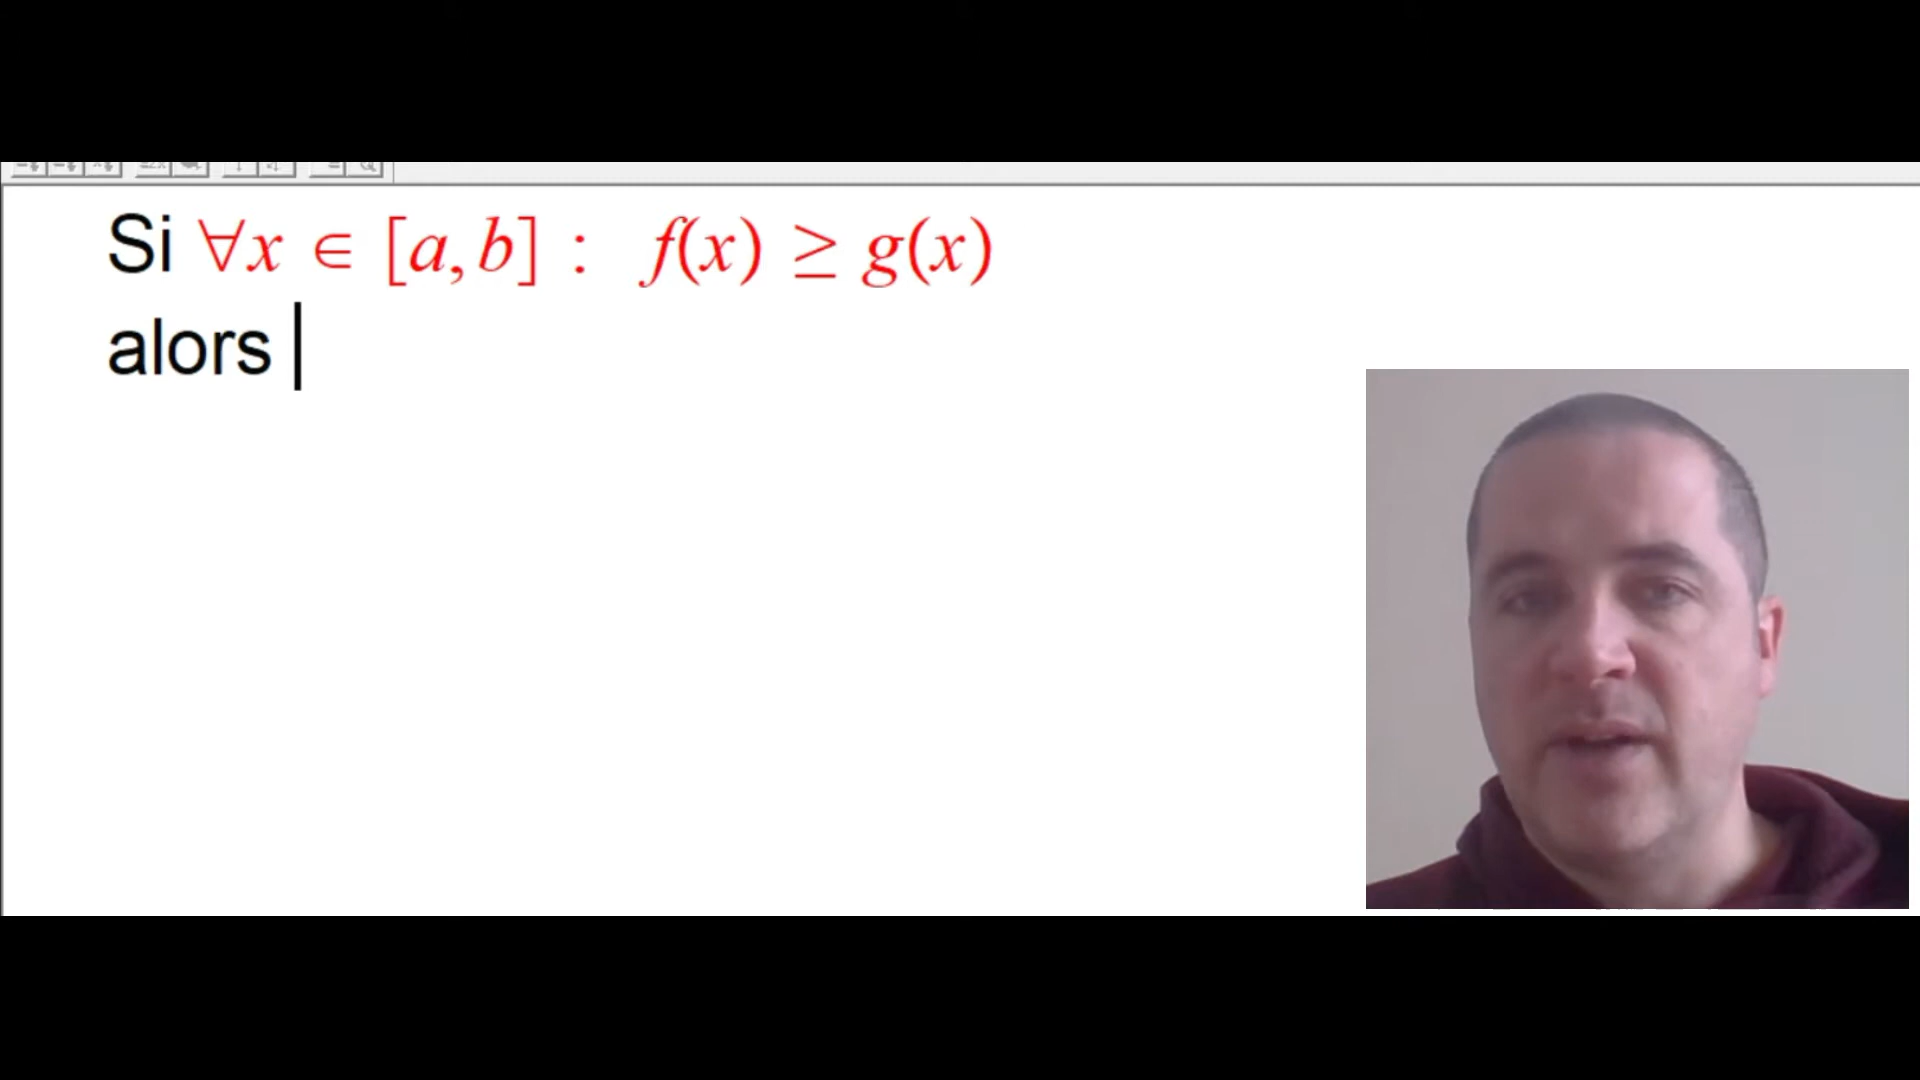 Si ∀x ∈ [a, b] : f(x) ≥ g(x)
alors